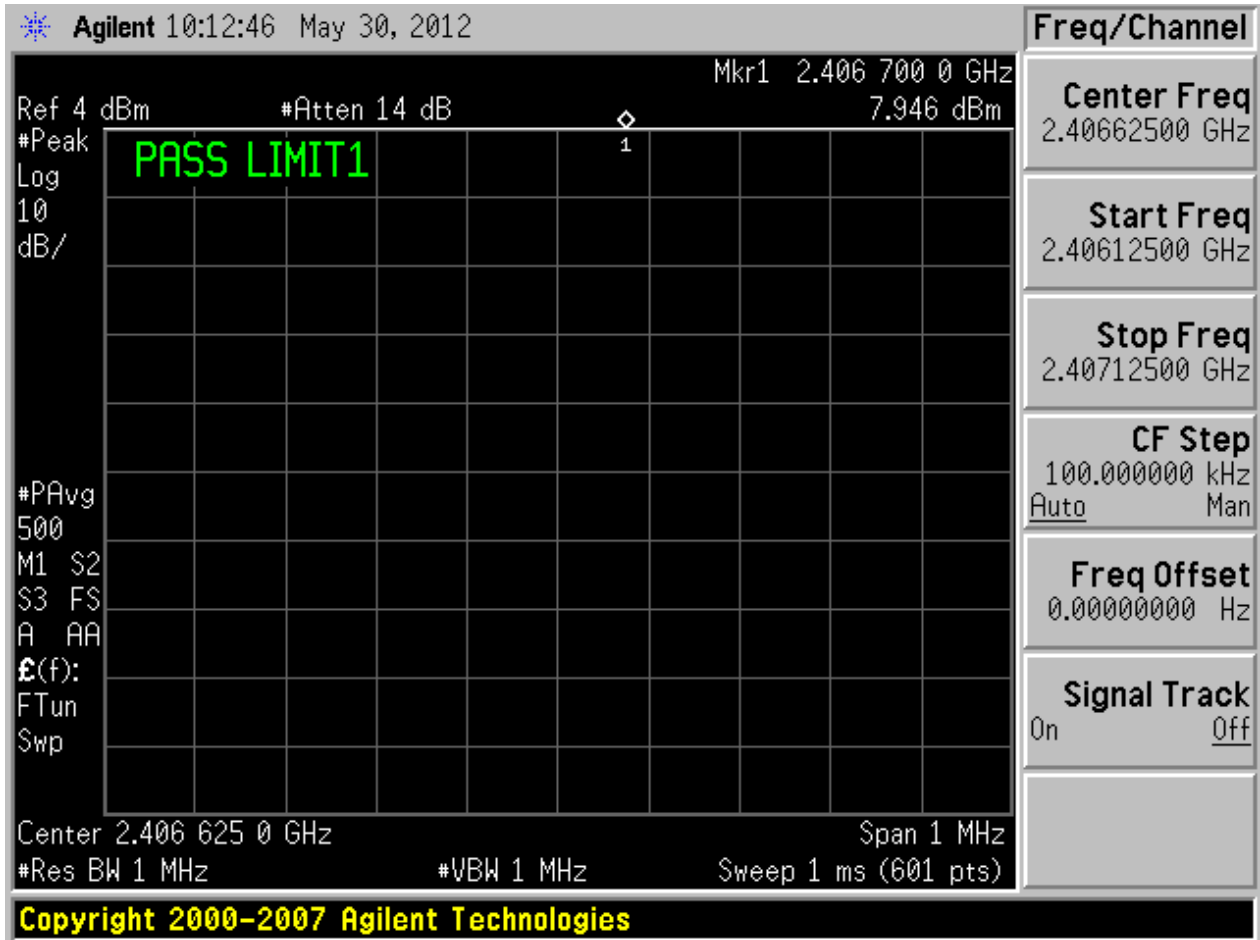 Agilent 10:12:46 May 30, 2012
Freq/Channel
Mkr1 2.406 700 0 GHz
Ref 4 dBm #Atten 14 dB 7.946 dBm
#Peak
Log
10
dB/
PASS LIMIT1
1
#PAvg
500
M1 S2
S3 FS
A AA
£(f):
FTun
Swp
Center 2.406 625 0 GHz Span 1 MHz
#Res BW 1 MHz #VBW 1 MHz Sweep 1 ms (601 pts)
Center Freq
2.40662500 GHz
Start Freq
2.40612500 GHz
Stop Freq
2.40712500 GHz
CF Step
100.000000 kHz
Auto Man
Freq Offset
0.00000000 Hz
Signal Track
On Off
Copyright 2000-2007 Agilent Technologies